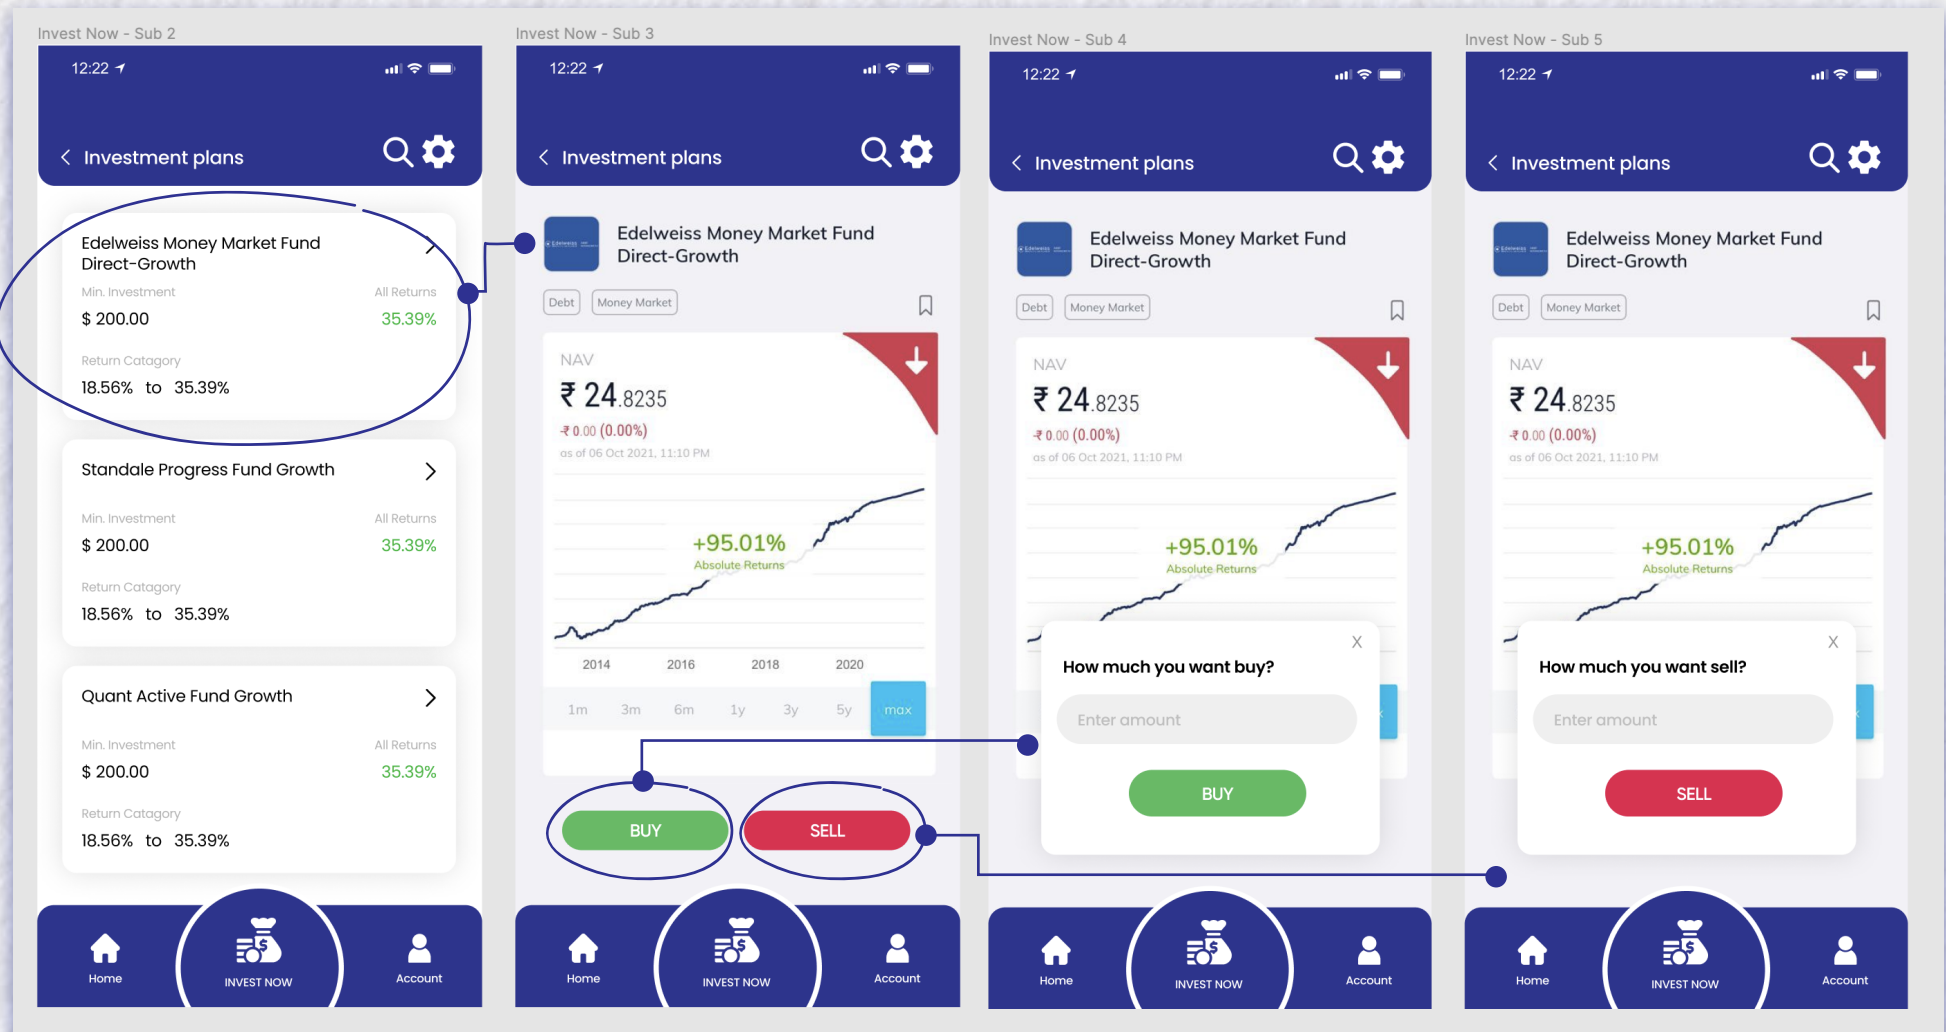 Invest Now - Sub 2
12:22
Investment plans
Edelweiss Money Market Fund
Direct-Growth
Min. Investment
All Returns
$ 200.00
35.39%
Return Catagory
18.56% to 35.39%
Standale Progress Fund Growth
Min. Investment
All Returns
$ 200.00
35.39%
Return Catagory
18.56% to 35.39%
Quant Active Fund Growth
Min. Investment
All Returns
$ 200.00
35.39%
Return Catagory
18.56% to 35.39%
Home
INVEST NOW
Account
Invest Now - Sub 3
12:22
Investment plans
Edelweiss
Edelweiss Money Market Fund
Direct-Growth
Debt
Money Market
NAV
₹ 24.8235
-₹ 0.00 (0.00%)
as of 06 Oct 2021, 11:10 PM
+95.01%
Absolute Returns
2014 2016 2018 2020
1m 3m 6m 1y 3y 5y max
BUY
SELL
Home
INVEST NOW
Account
Invest Now - Sub 4
12:22
Investment plans
Edelweiss
Edelweiss Money Market Fund
Direct-Growth
Debt
Money Market
NAV
₹ 24.8235
-₹ 0.00 (0.00%)
as of 06 Oct 2021, 11:10 PM
+95.01%
Absolute Returns
X
How much you want buy?
Enter amount
BUY
Home
INVEST NOW
Account
Invest Now - Sub 5
12:22
Investment plans
Edelweiss
Edelweiss Money Market Fund
Direct-Growth
Debt
Money Market
NAV
₹ 24.8235
-₹ 0.00 (0.00%)
as of 06 Oct 2021, 11:10 PM
+95.01%
Absolute Returns
X
How much you want sell?
Enter amount
SELL
Home
INVEST NOW
Account